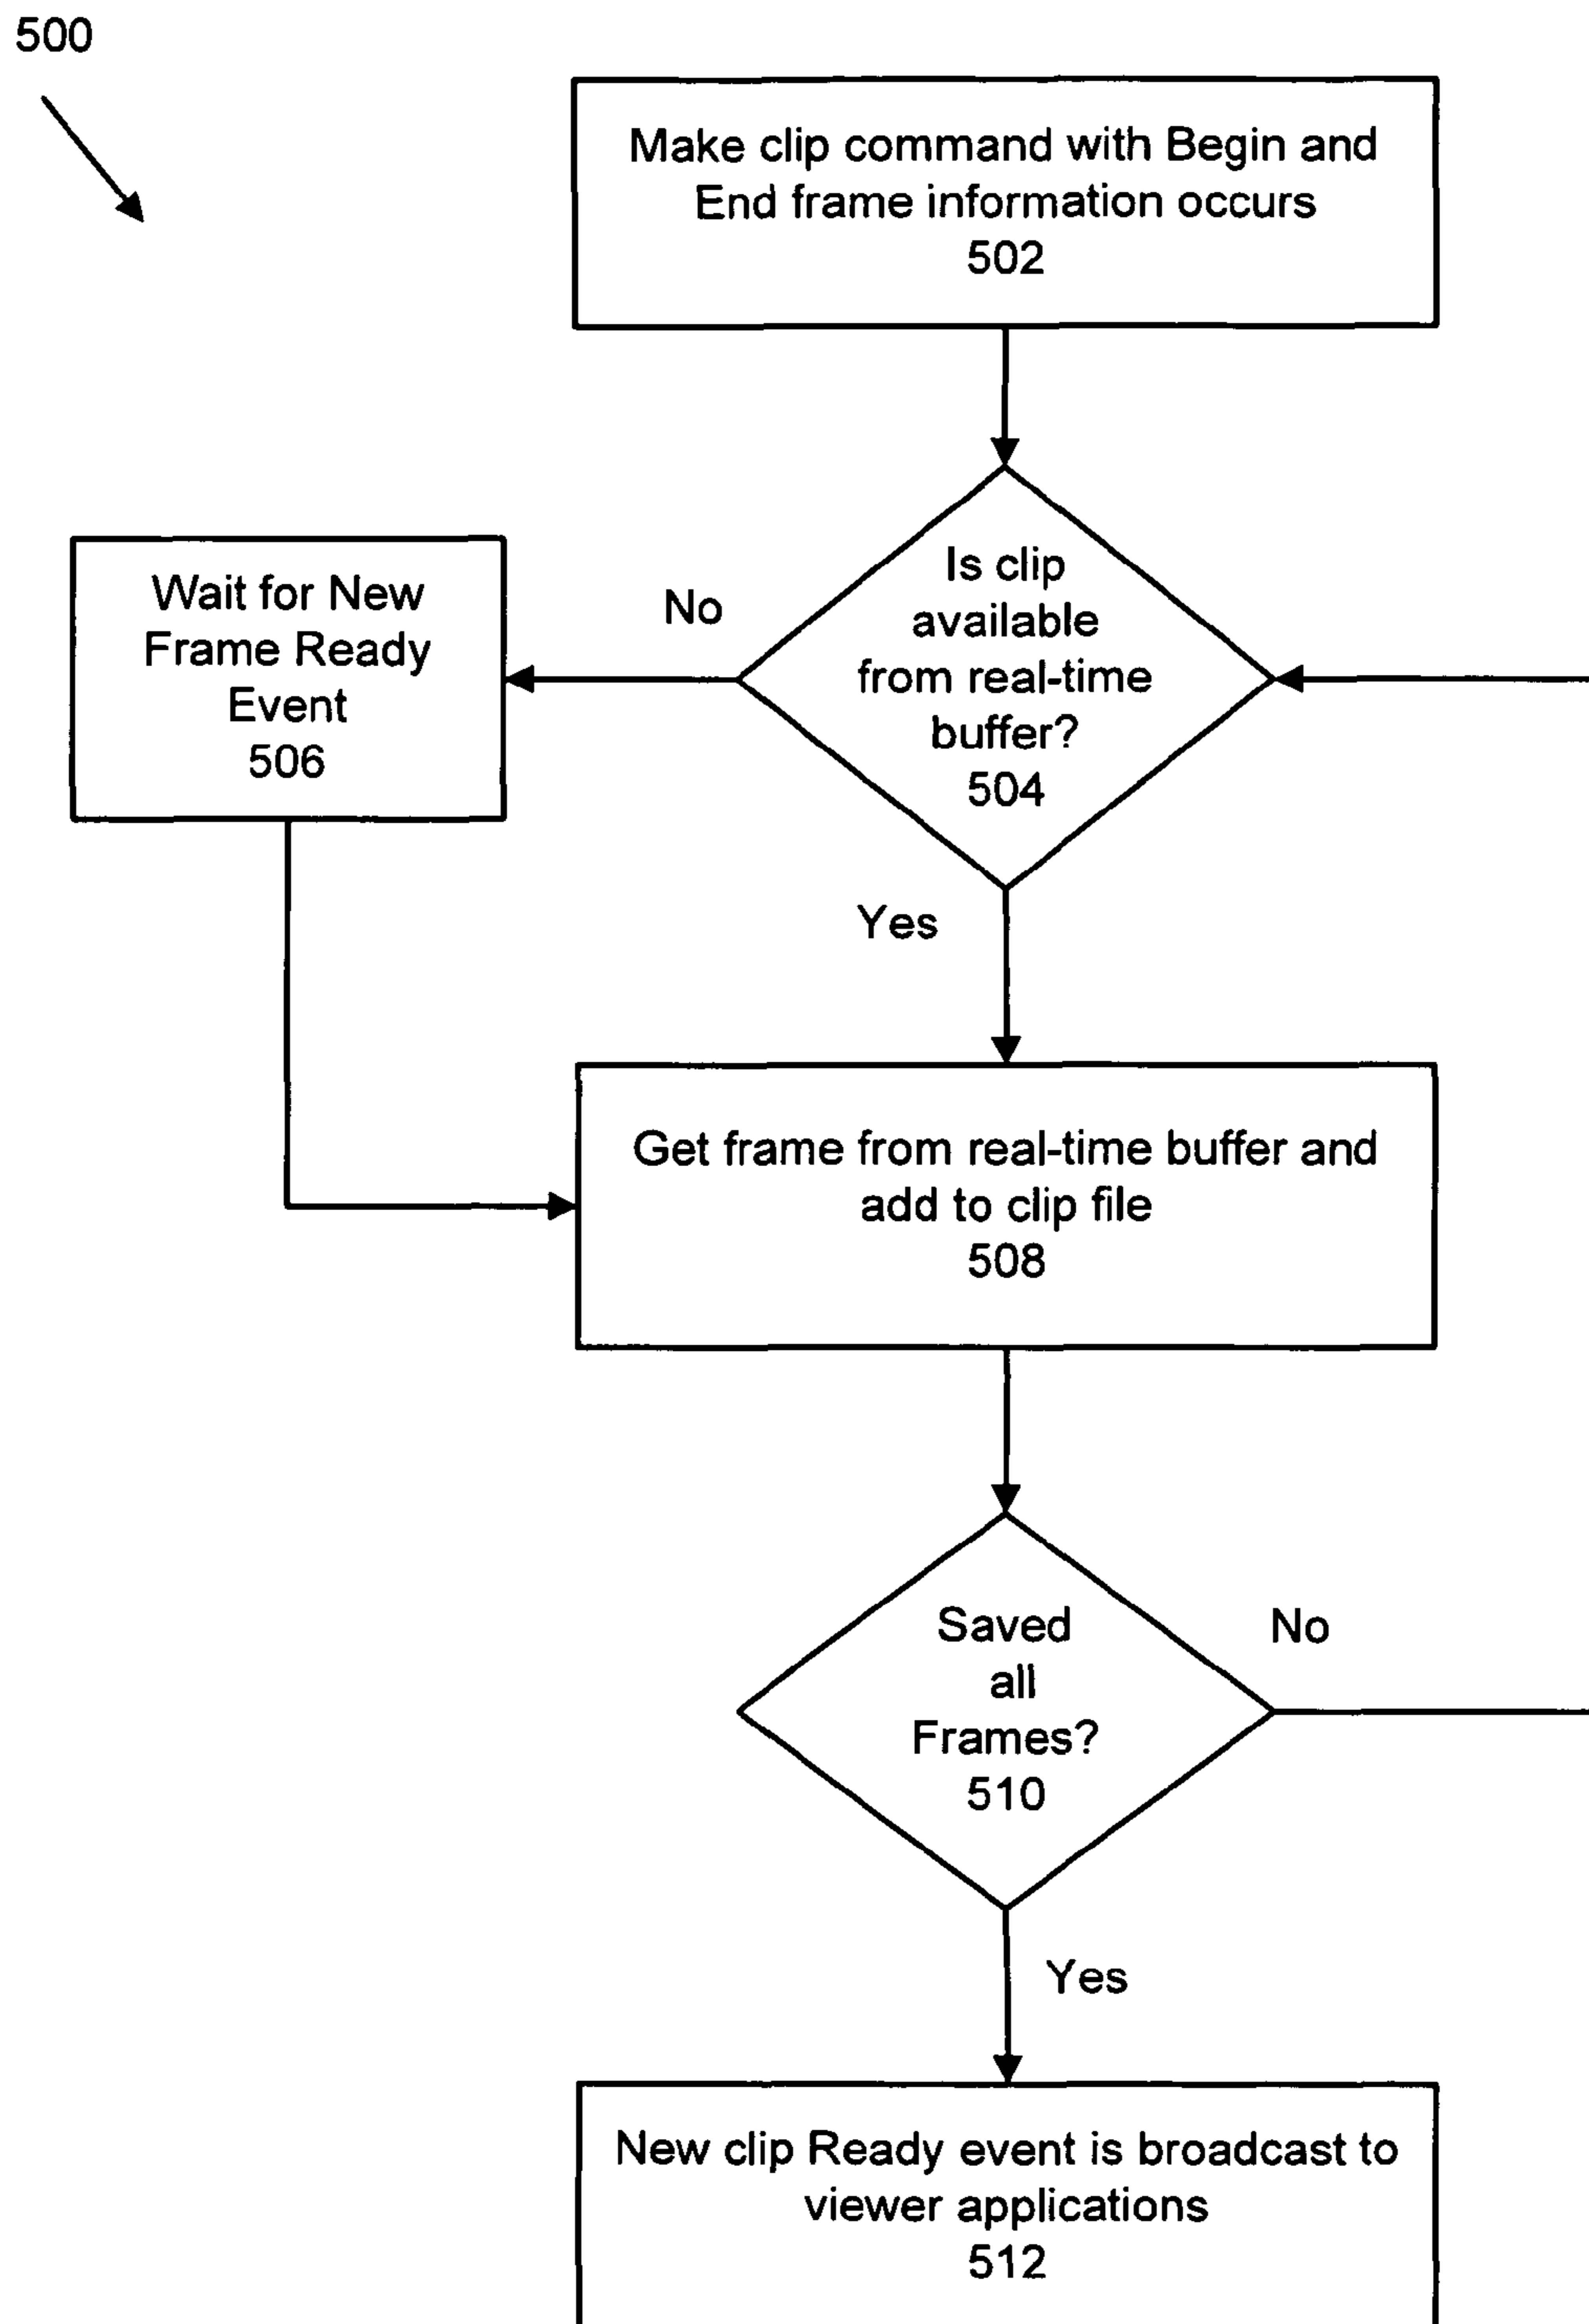 500
Make clip command with Begin and
End frame information occurs
502
Is clip
available
from real-time
buffer?
504
No
Wait for New
Frame Ready
Event
506
Yes
Get frame from real-time buffer and
add to clip file
508
Saved
all
Frames?
510
No
Yes
New clip Ready event is broadcast to
viewer applications
512